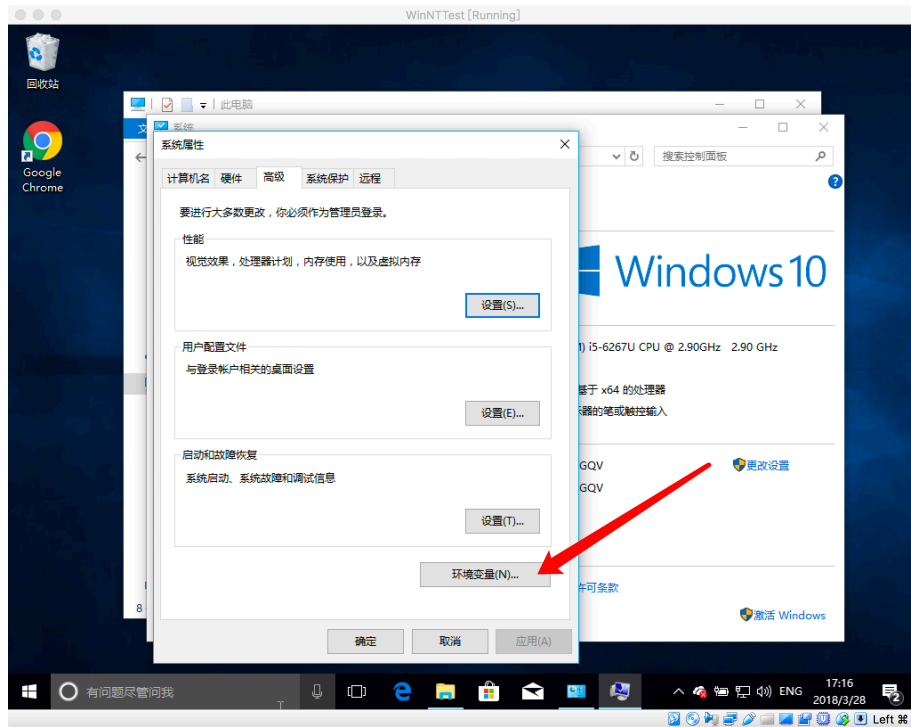 WinNTTest [Running]
回收站
此电脑
系统
系统属性
搜索控制面板
Google
Chrome
计算机名 硬件 高级 系统保护 远程
要进行大多数更改，你必须作为管理员登录。
性能
视觉效果，处理器计划，内存使用，以及虚拟内存
设置(S)...
Windows 10
用户配置文件
i5-6267U CPU @ 2.90GHz 2.90 GHz
与登录帐户相关的桌面设置
基于 x64 的处理器
器的笔或触控输入
设置(E)...
启动和故障恢复
GQV
更改设置
系统启动、系统故障和调试信息
GQV
设置(T)...
环境变量(N)...
许可条款
8
激活 Windows
确定 取消 应用(A)
有问题尽管问我
ENG
17:16
2018/3/28
2
Left ⌘